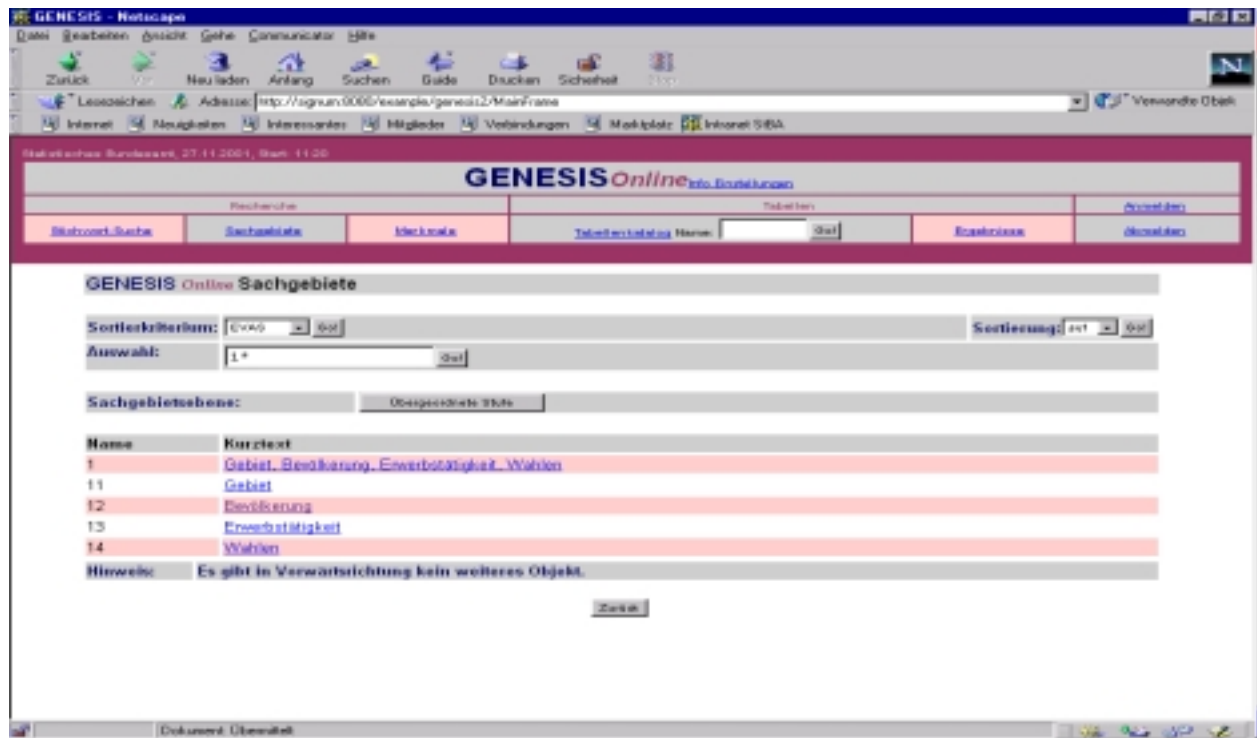 GENESIS - Netscape
Datei Bearbeiten Ansicht Gehe Communicator Hilfe
Zurück Vor Neu laden Anfang Suchen Guide Drucken Sicherheit Stop
Lesezeichen Adresse: http://signum:8080/example/genesis2/MainFrame Verwandte Objek
Internet Neuigkeiten Interessantes Mitglieder Verbindungen Marktplatz Intranet StBA
Statistisches Bundesamt, 27.11.2001, Start: 11:20
GENESIS Online Info Einstellungen
Recherche Tabellen Anmelden
Stichwort-Suche Sachgebiete Merkmale Tabellenkatalog Name: Go! Ergebnisse Abmelden
GENESIS Online Sachgebiete
Sortierkriterium: EVAS Go! Sortierung: auf Go!
Auswahl: 1* Go!
Sachgebietsebene: Übergeordnete Stufe
Name Kurztext
1 Gebiet, Bevölkerung, Erwerbstätigkeit, Wahlen
11 Gebiet
12 Bevölkerung
13 Erwerbstätigkeit
14 Wahlen
Hinweis: Es gibt in Vorwärtsrichtung kein weiteres Objekt.
Zurück
Dokument: Übermittelt